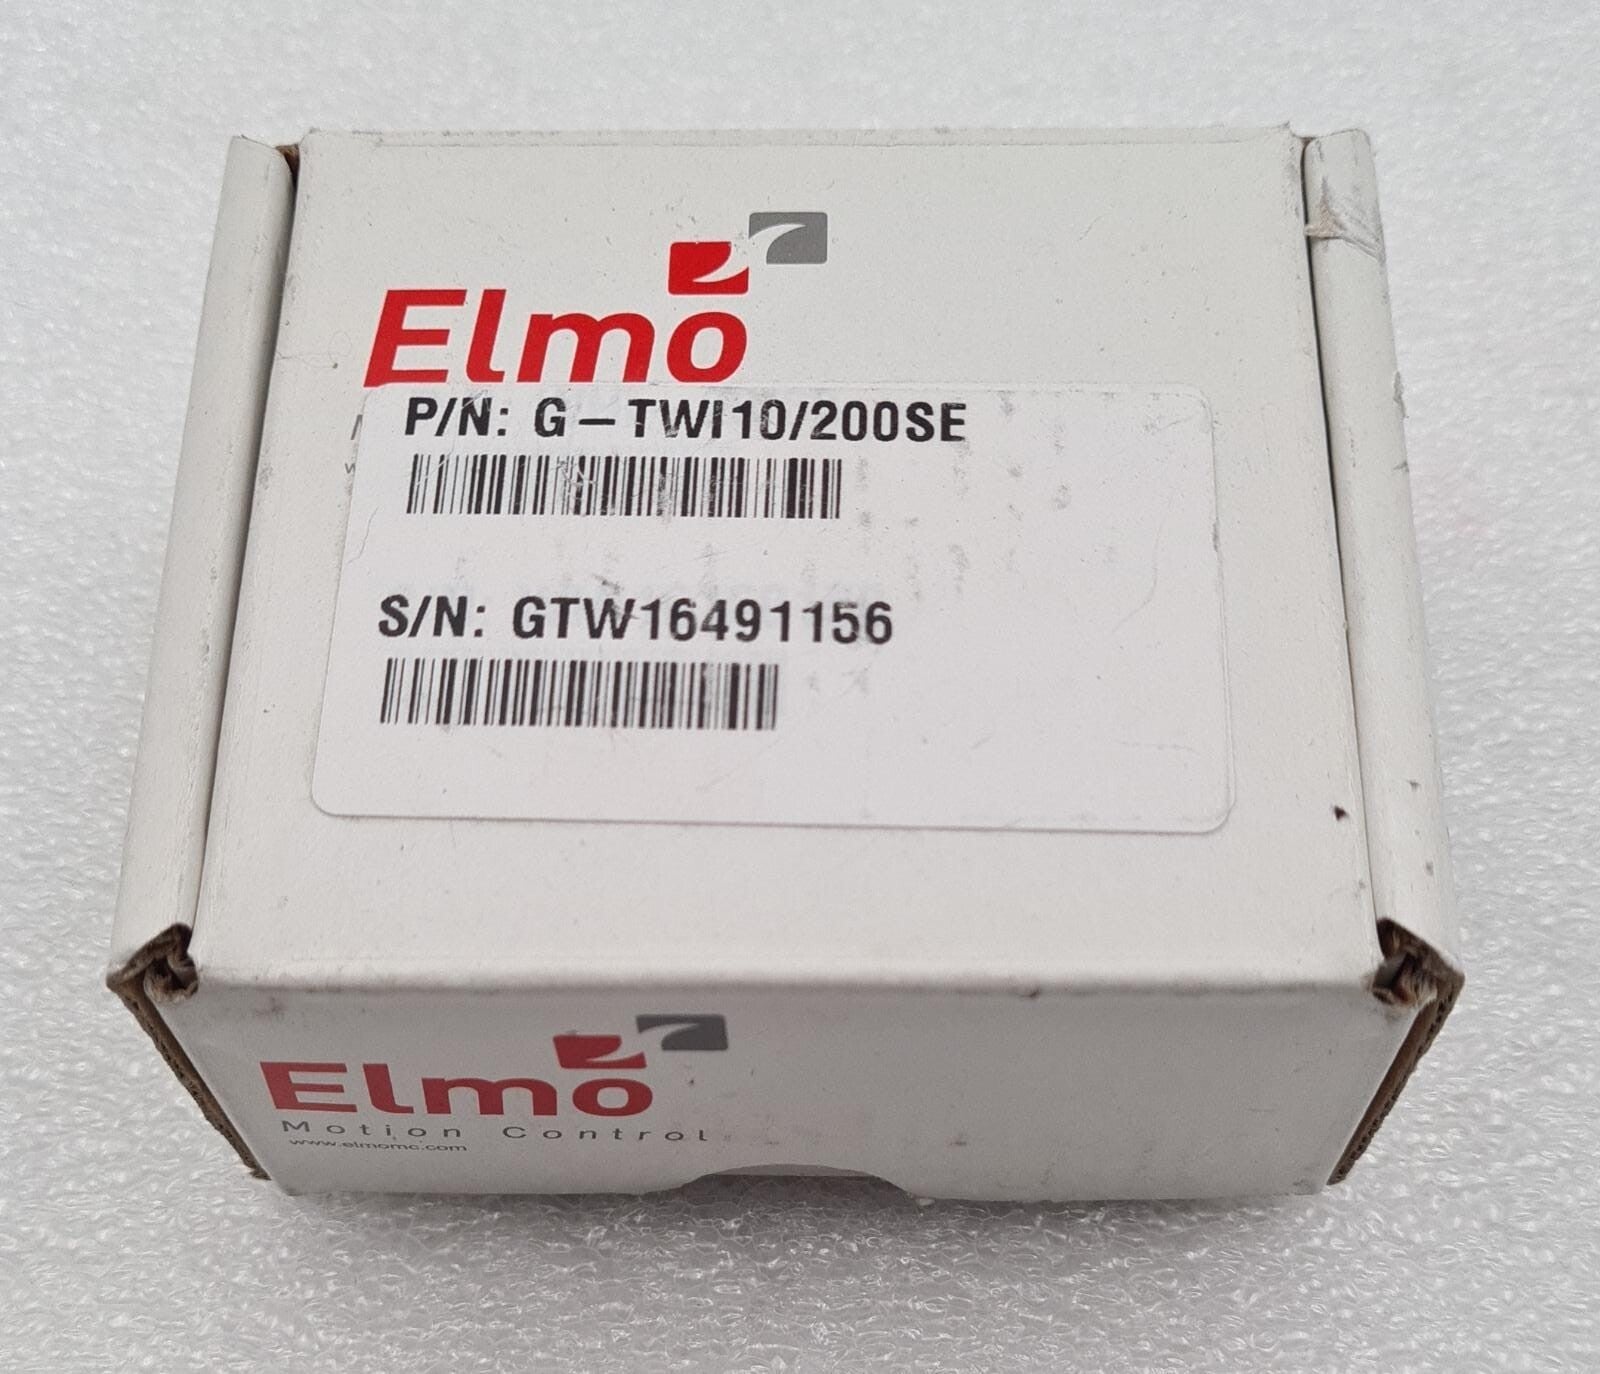 Elmo
P/N: G-TWI10/200SE
S/N: GTW16491156
Elmo
Motion Control
www.elmomc.com